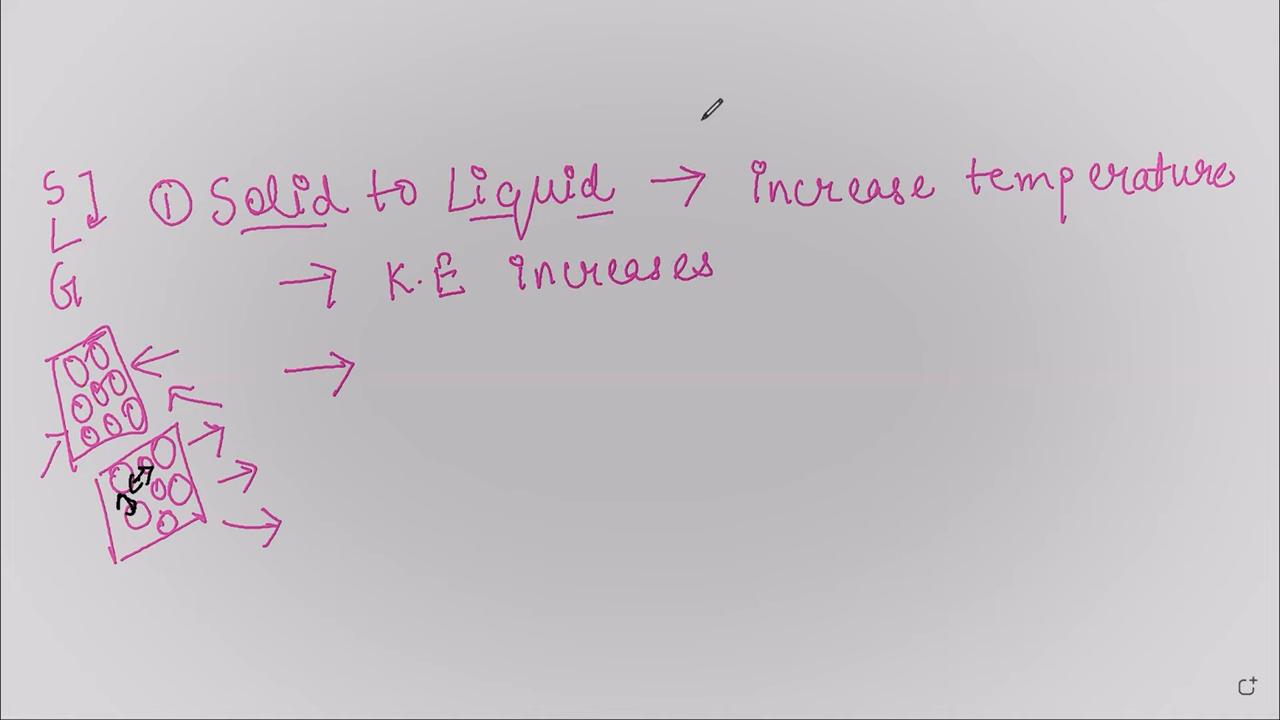 S
L
G
① Solid to Liquid → increase temperature
→ K.E increases
→